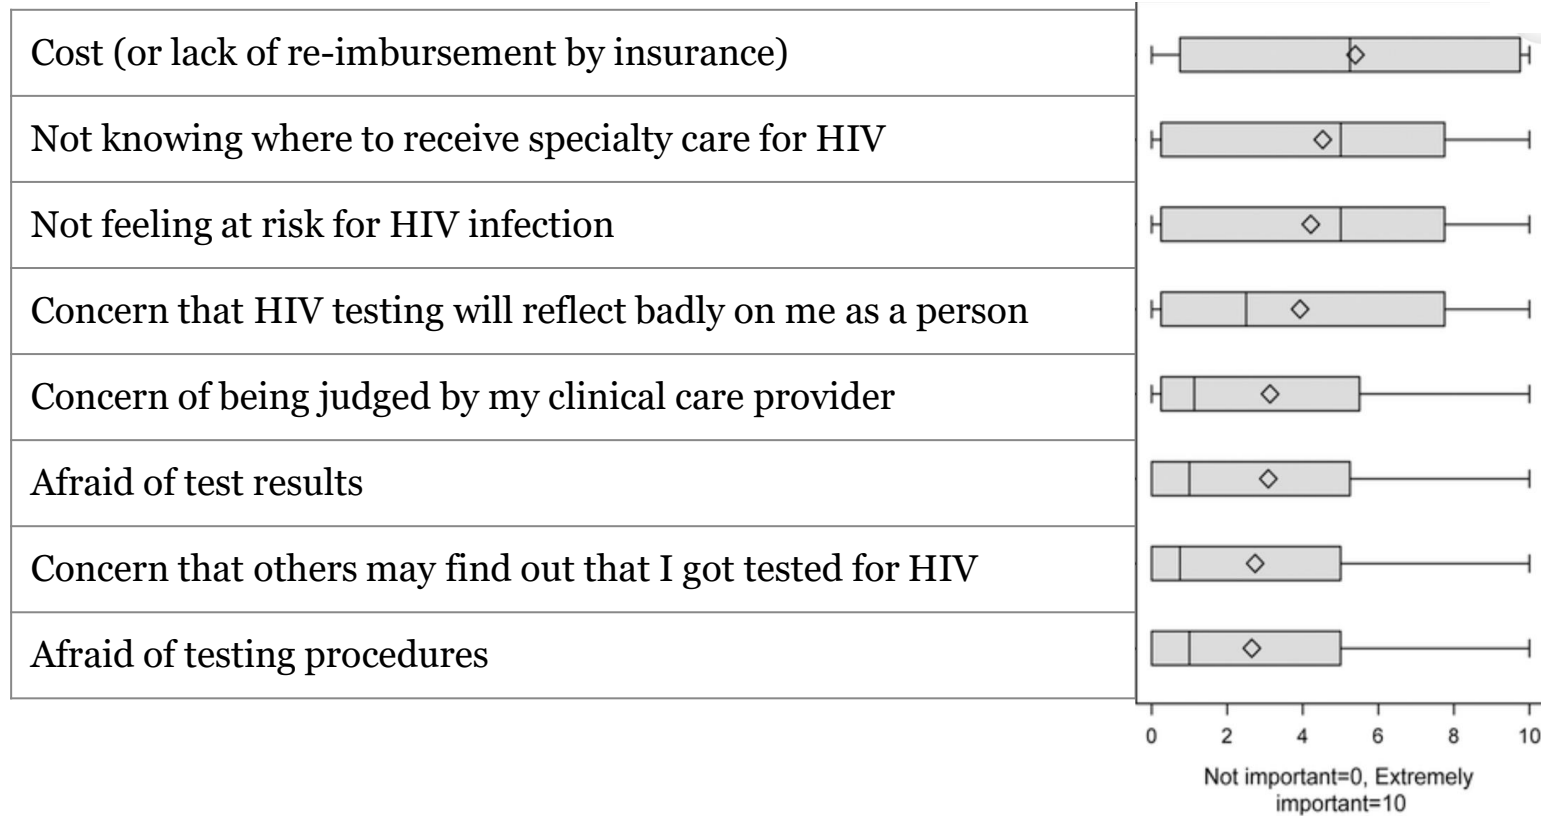 Cost (or lack of re-imbursement by insurance)
Not knowing where to receive specialty care for HIV
Not feeling at risk for HIV infection
Concern that HIV testing will reflect badly on me as a person
Concern of being judged by my clinical care provider
Afraid of test results
Concern that others may find out that I got tested for HIV
Afraid of testing procedures
0 2 4 6 8 10
Not important=0, Extremely
important=10